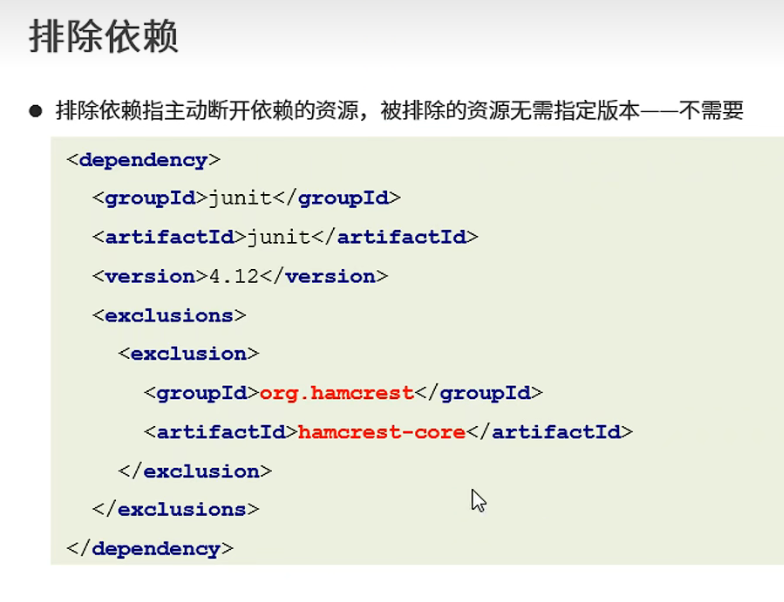 排除依赖
● 排除依赖指主动断开依赖的资源，被排除的资源无需指定版本——不需要
<dependency>
<groupId>junit</groupId>
<artifactId>junit</artifactId>
<version>4.12</version>
<exclusions>
<exclusion>
<groupId>org.hamcrest</groupId>
<artifactId>hamcrest-core</artifactId>
</exclusion>
</exclusions>
</dependency>